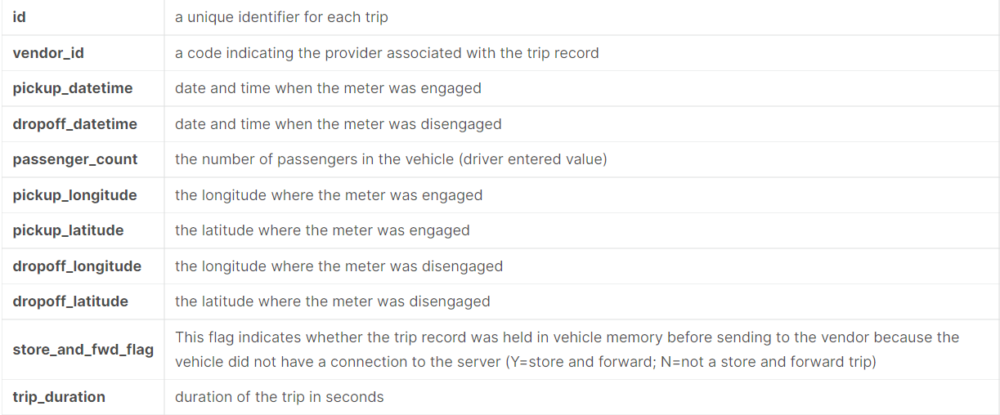 id a unique identifier for each trip
vendor_id a code indicating the provider associated with the trip record
pickup_datetime date and time when the meter was engaged
dropoff_datetime date and time when the meter was disengaged
passenger_count the number of passengers in the vehicle (driver entered value)
pickup_longitude the longitude where the meter was engaged
pickup_latitude the latitude where the meter was engaged
dropoff_longitude the longitude where the meter was disengaged
dropoff_latitude the latitude where the meter was disengaged
store_and_fwd_flag This flag indicates whether the trip record was held in vehicle memory before sending to the vendor because the
vehicle did not have a connection to the server (Y=store and forward; N=not a store and forward trip)
trip_duration duration of the trip in seconds